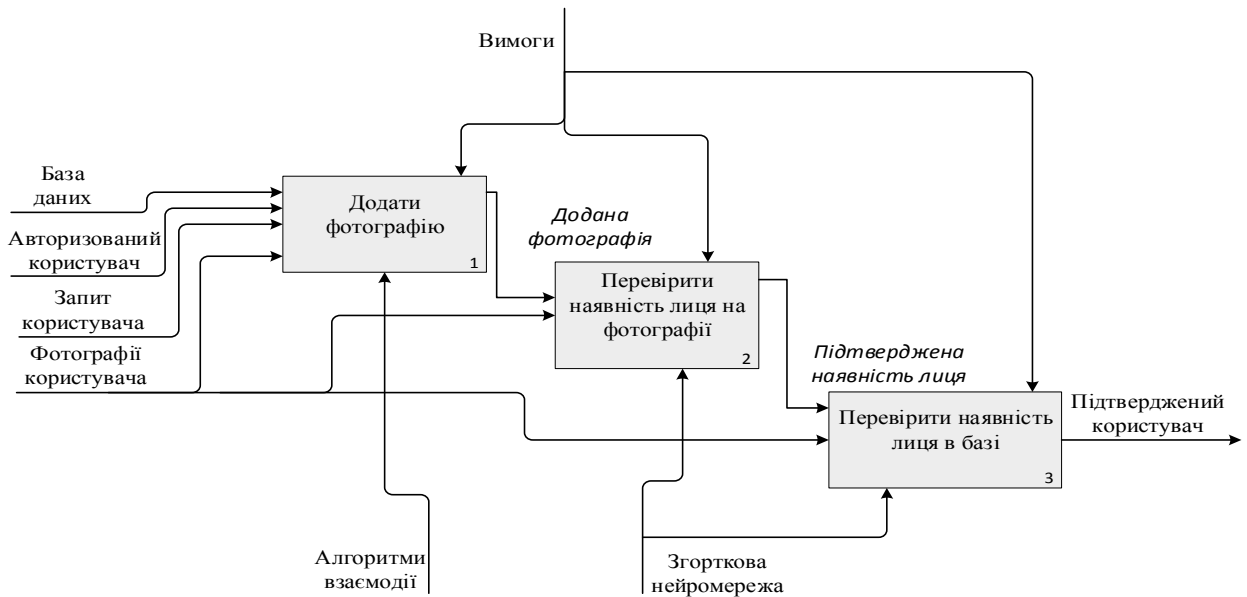 Вимоги
База
даних
Авторизований
користувач
Запит
користувача
Фотографії
користувача
Додати
фотографію
1
Додана
фотографія
Перевірити
наявність лиця на
фотографії
2
Підтверджена
наявність лиця
Перевірити наявність
лиця в базі
3
Підтверджений
користувач
Алгоритми
взаємодії
Згорткова
нейромережа